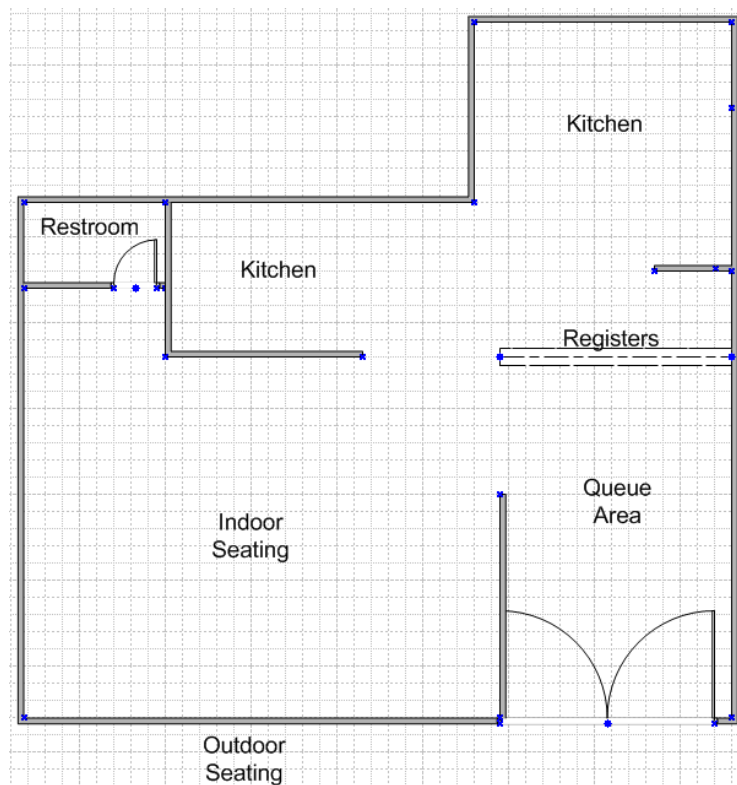 Kitchen
Restroom
Kitchen
Registers
Queue
Area
Indoor
Seating
Outdoor
Seating